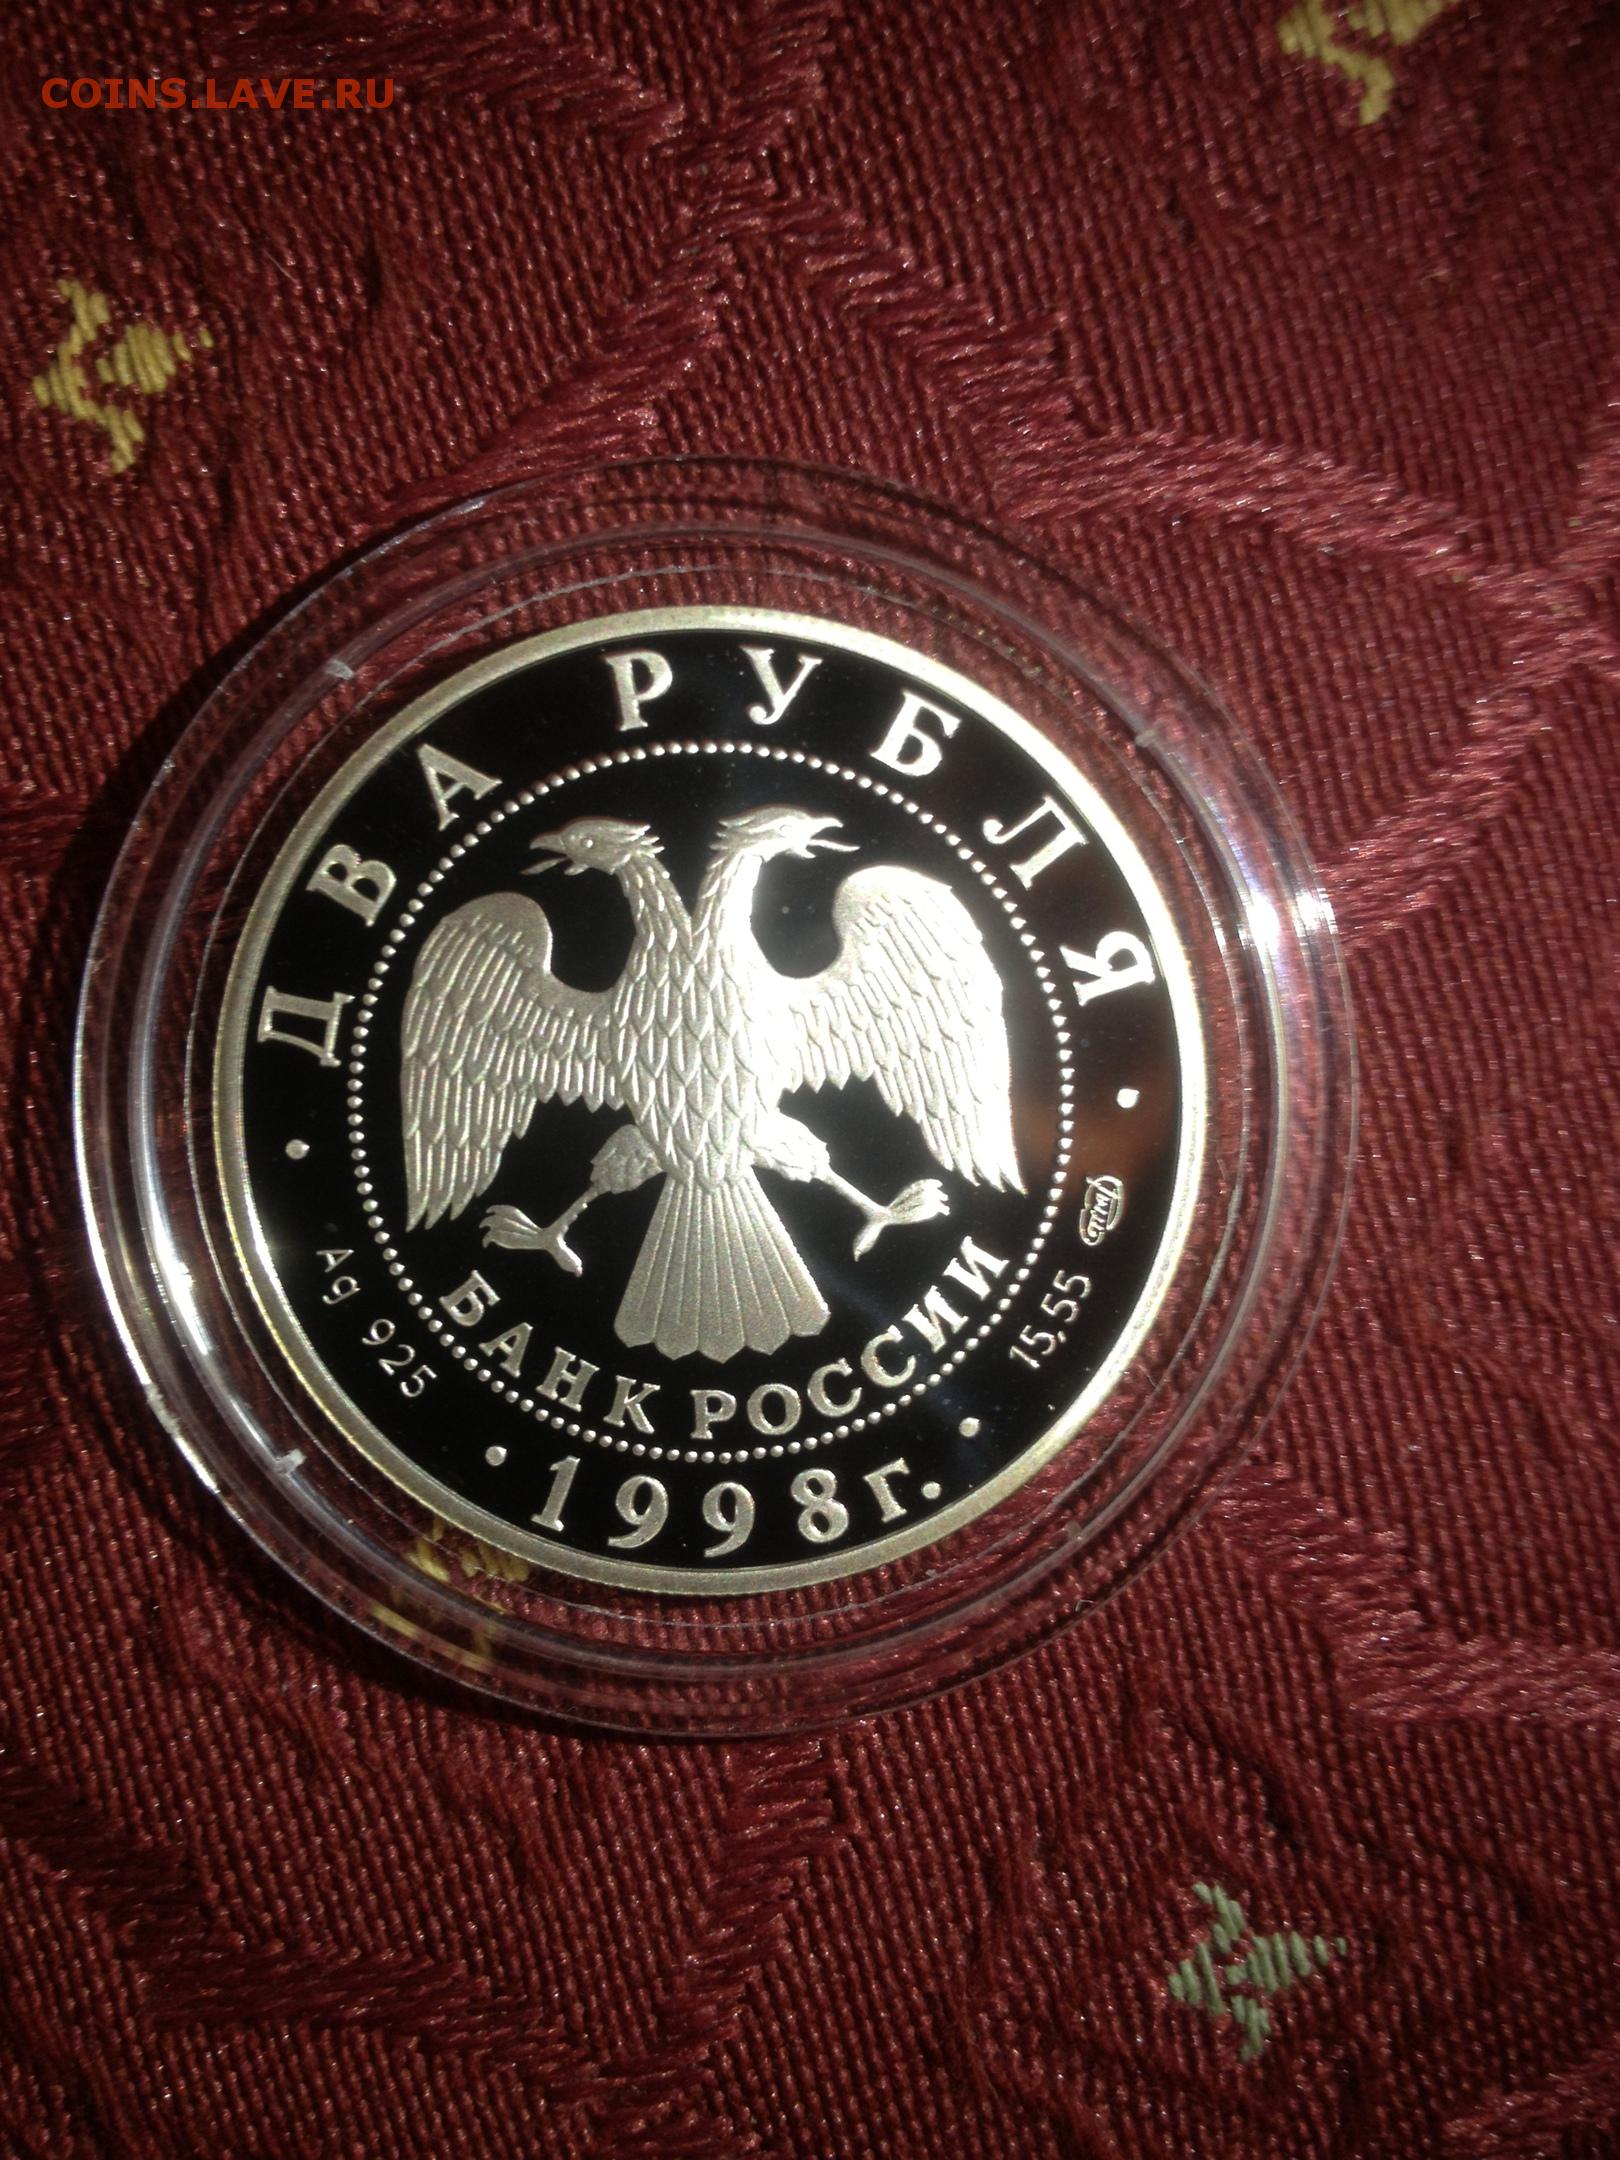 COINS.LAVE.RU
ДВА РУБЛЯ
БАНК РОССИИ
Ag 925
15,55
1998г.